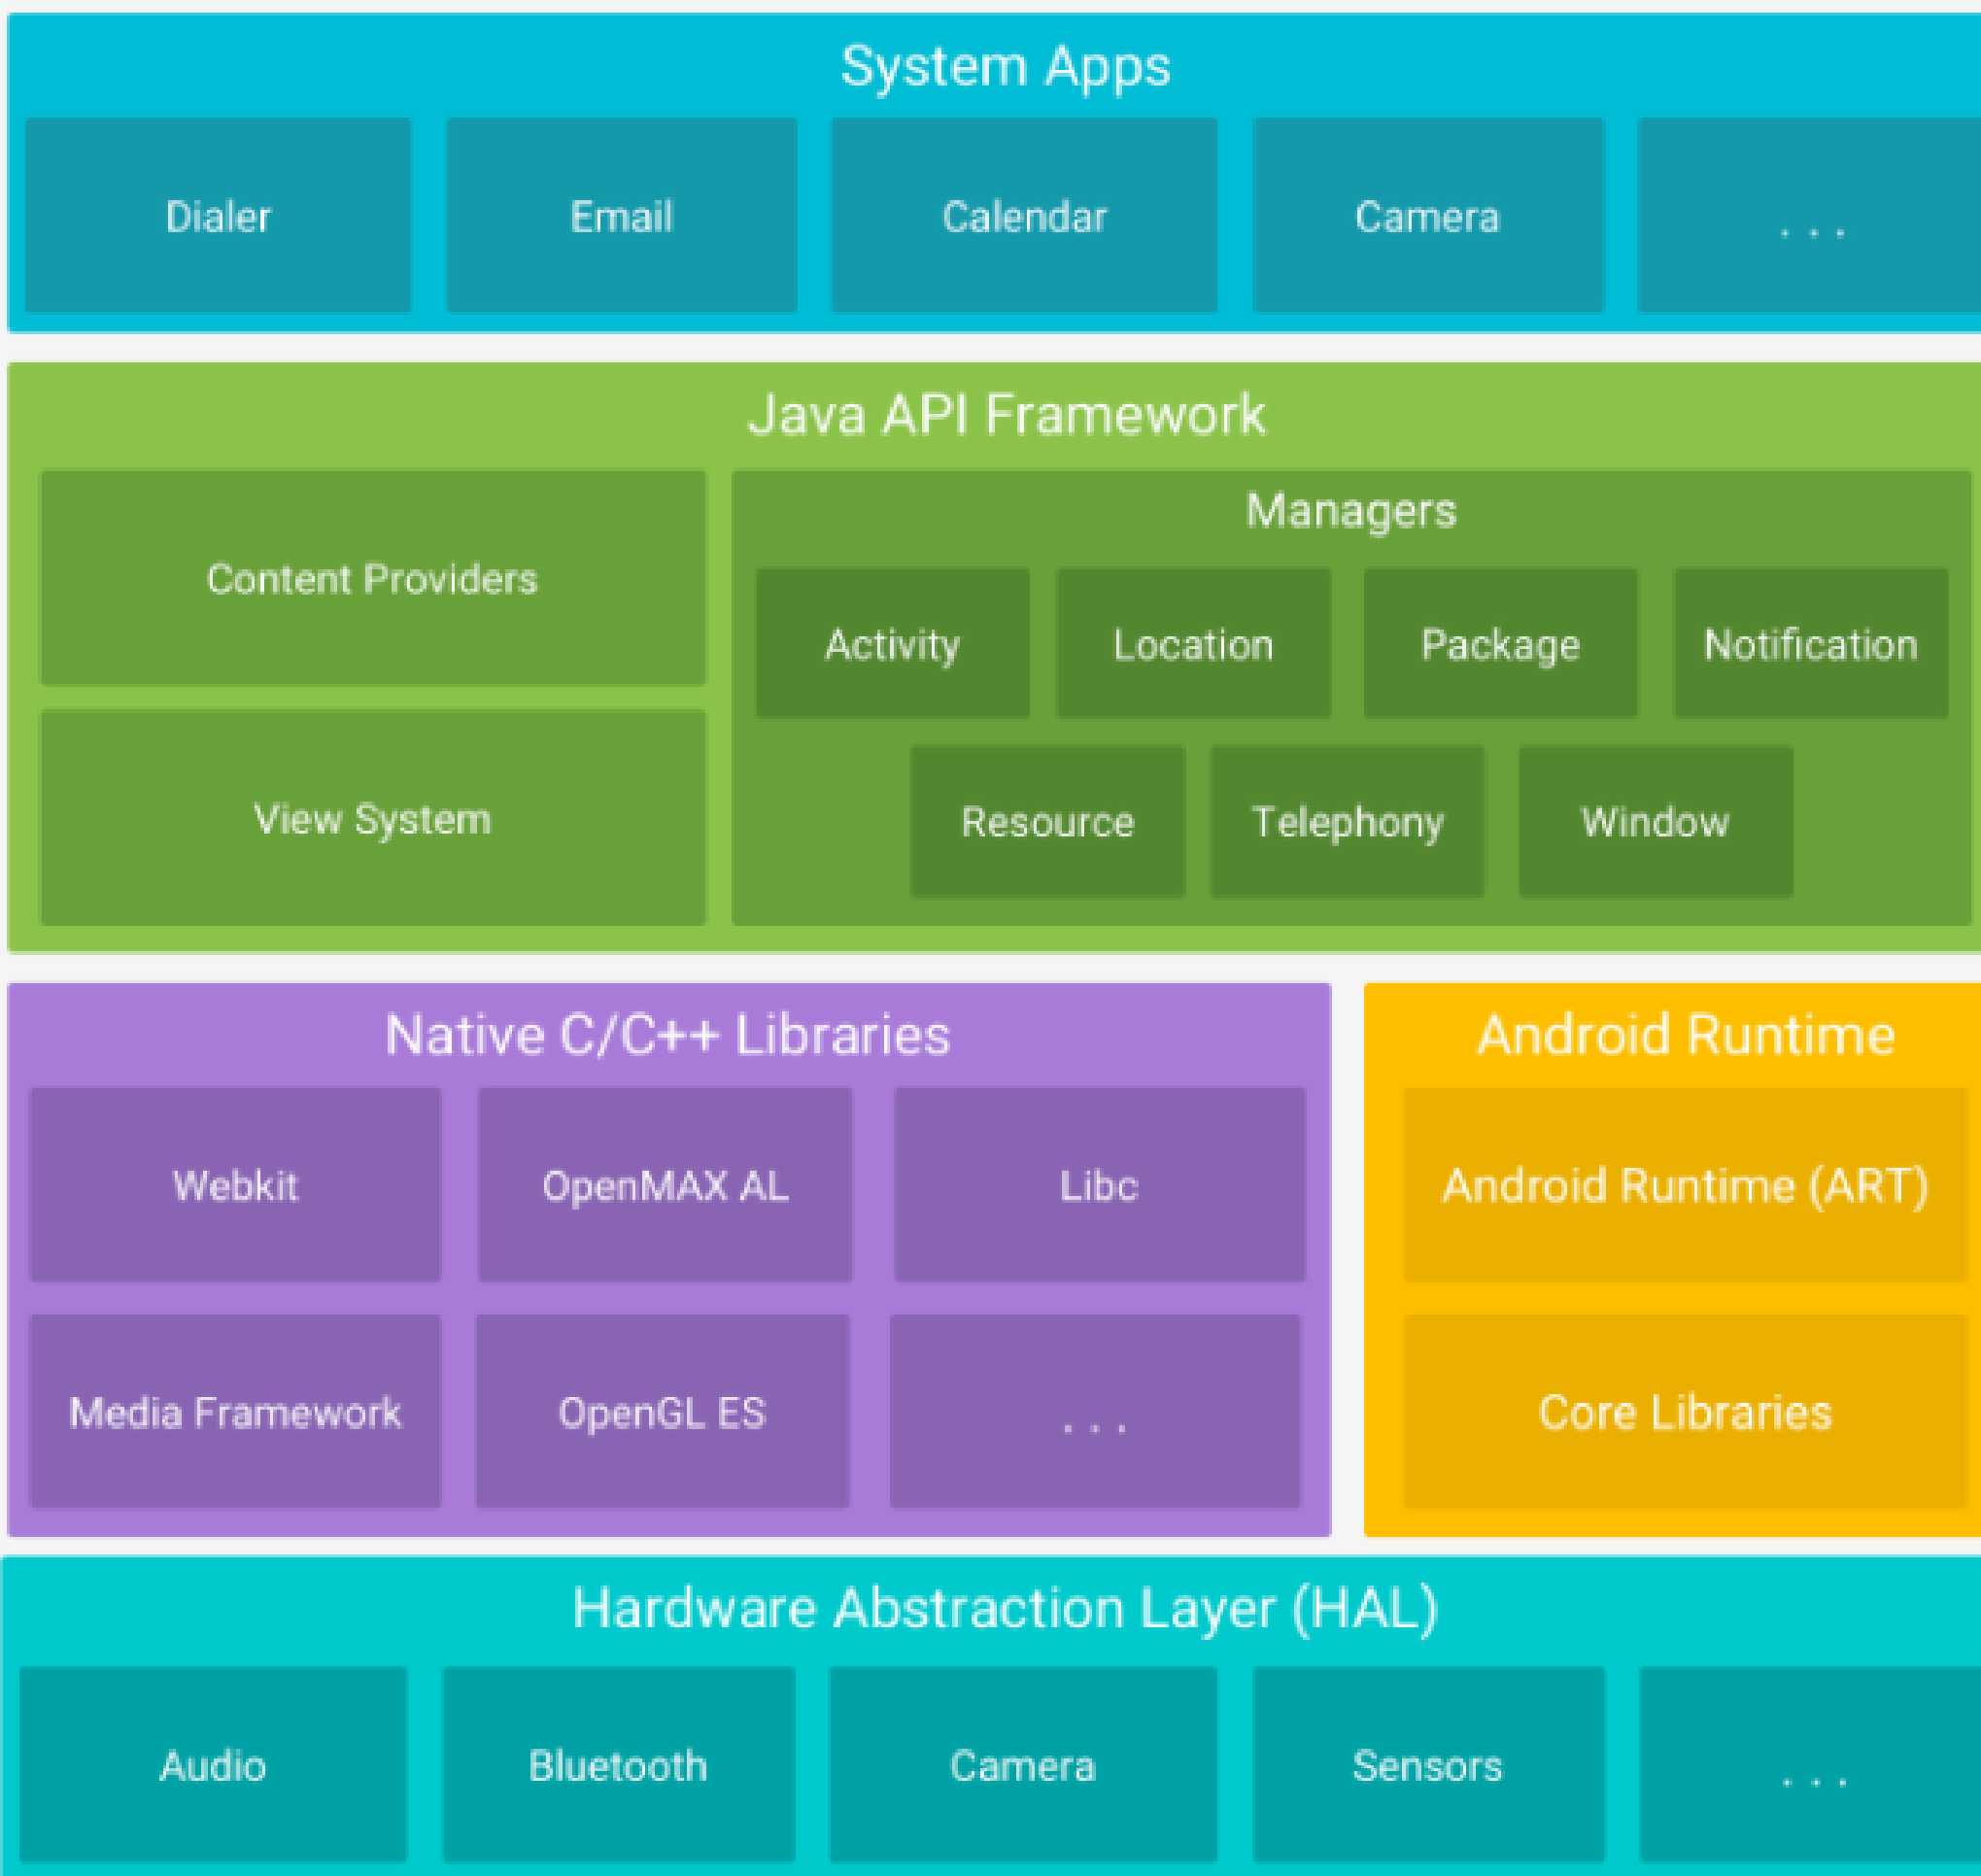 System Apps
Dialer
Email
Calendar
Camera
. . .
Java API Framework
Content Providers
View System
Managers
Activity
Location
Package
Notification
Resource
Telephony
Window
Native C/C++ Libraries
Webkit
OpenMAX AL
Libc
Media Framework
OpenGL ES
. . .
Android Runtime
Android Runtime (ART)
Core Libraries
Hardware Abstraction Layer (HAL)
Audio
Bluetooth
Camera
Sensors
. . .